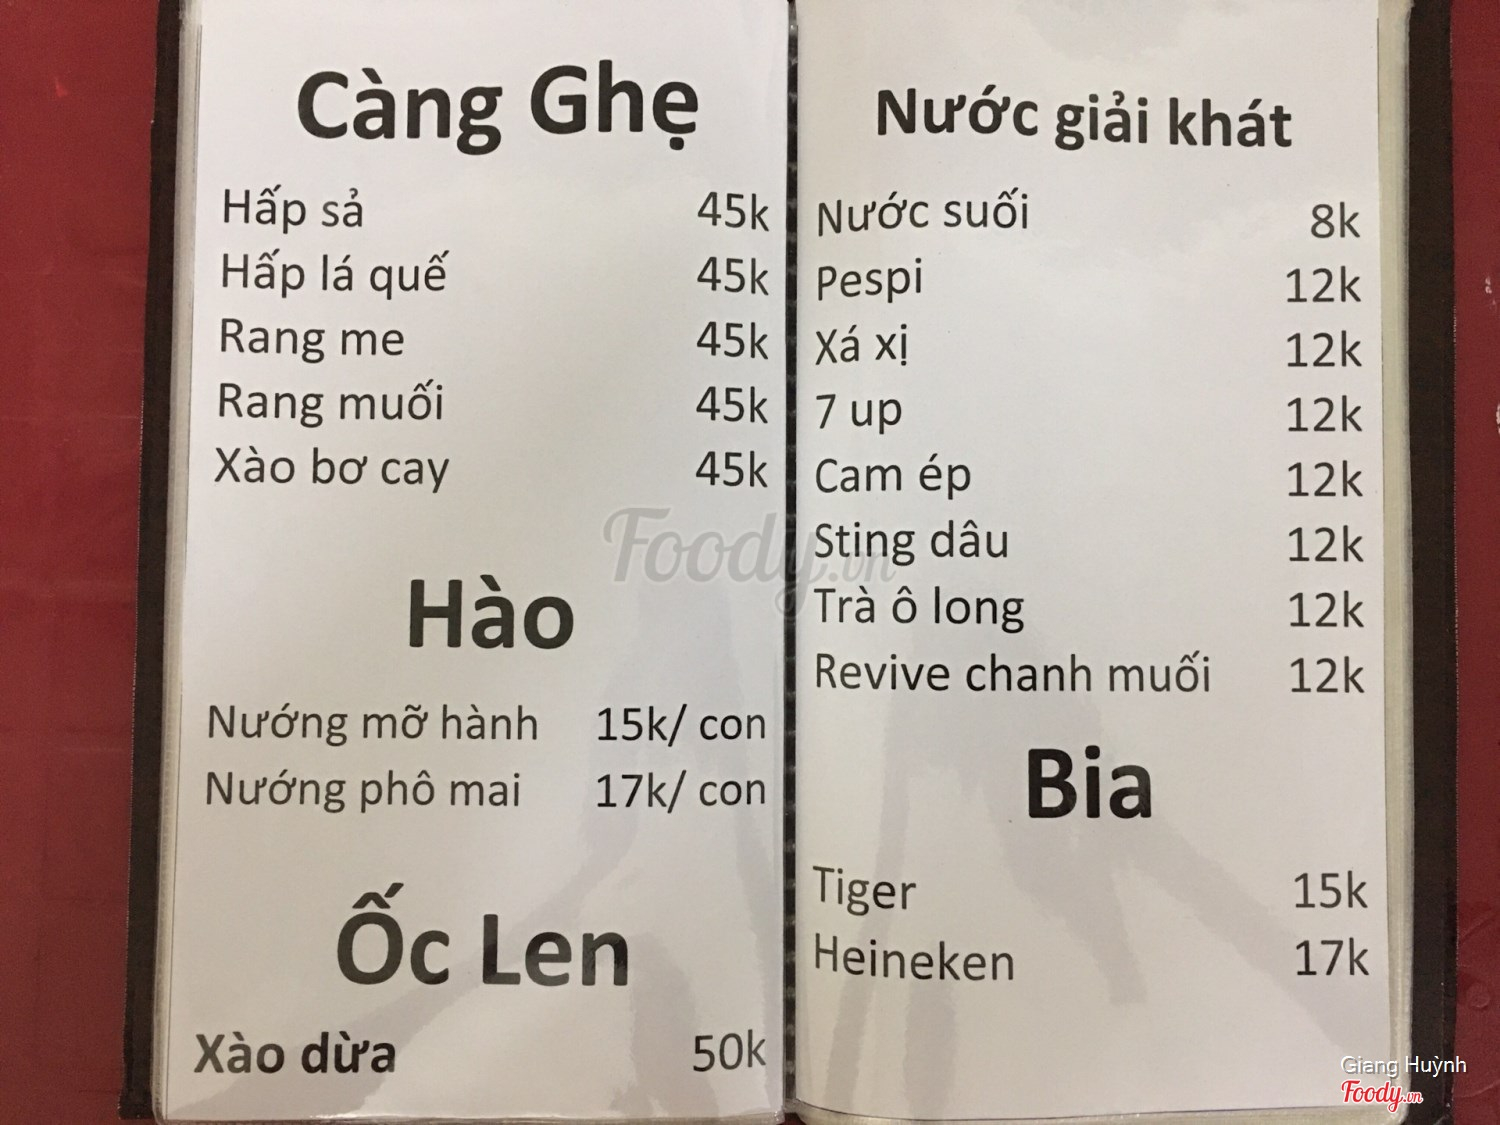 Càng Ghẹ
Hấp sả 45k
Hấp lá quế 45k
Rang me 45k
Rang muối 45k
Xào bơ cay 45k
Hào
Nướng mỡ hành 15k/ con
Nướng phô mai 17k/ con
Ốc Len
Xào dừa 50k
Nước giải khát
Nước suối 8k
Pespi 12k
Xá xị 12k
7 up 12k
Cam ép 12k
Sting dâu 12k
Trà ô long 12k
Revive chanh muối 12k
Bia
Tiger 15k
Heineken 17k
Foody.vn
Giang Huỳnh
Foody.vn